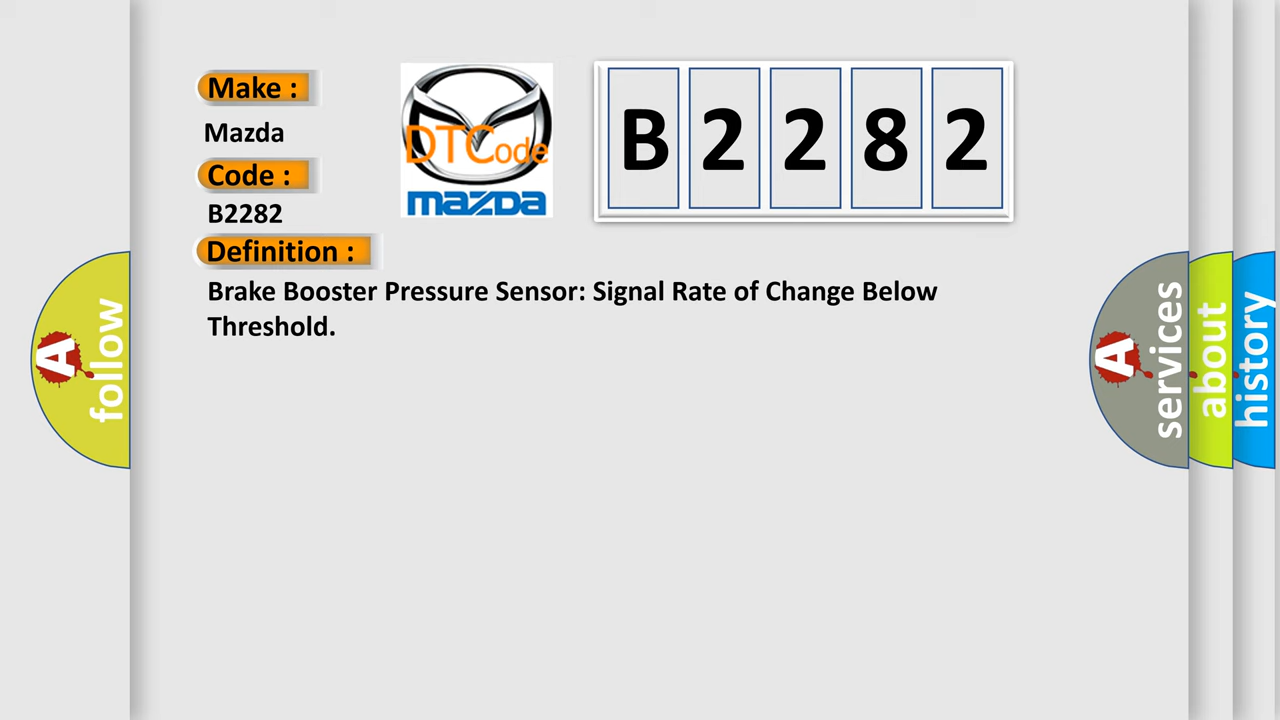 Make :
Mazda
Code :
B2282
Definition :
Brake Booster Pressure Sensor: Signal Rate of Change Below
Threshold.
DTCode
mazda
B 2 2 8 2
A follow
A services
about
history